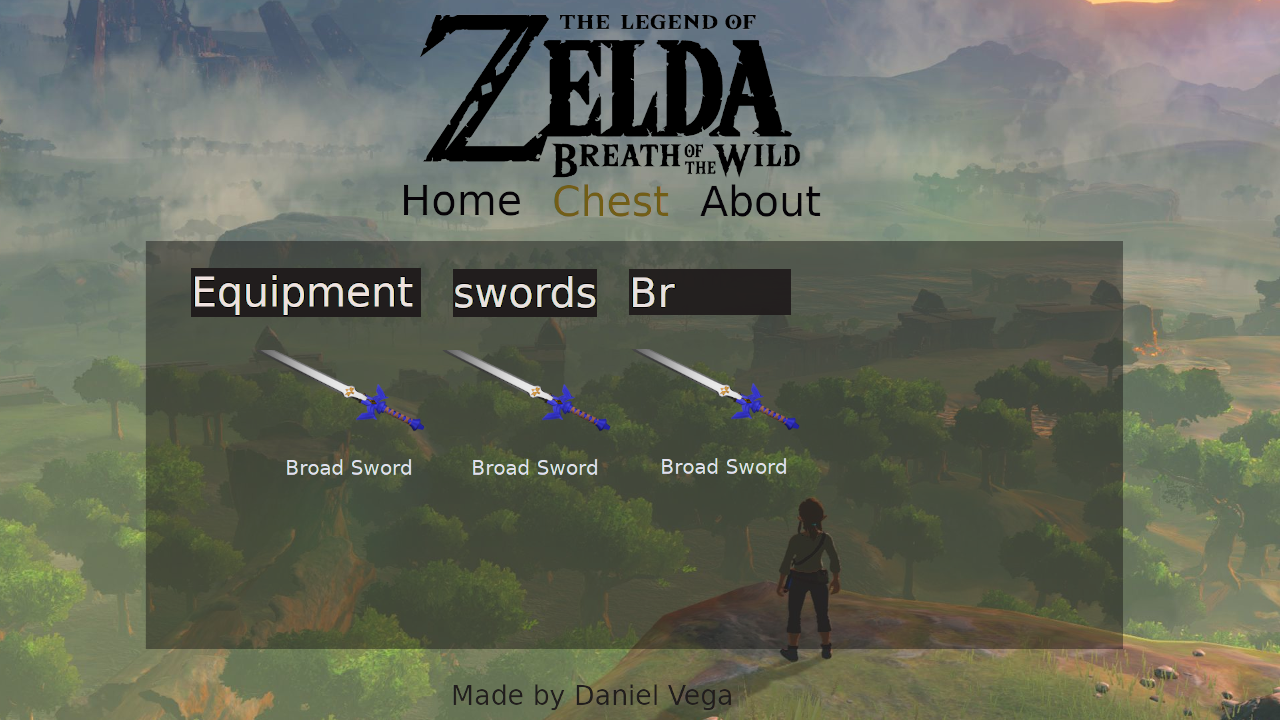 THE LEGEND OF
ZELDA
BREATH OF THE WILD
Home Chest About
Equipment swords Br
Broad Sword Broad Sword Broad Sword
Made by Daniel Vega